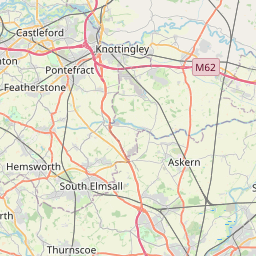 Castleford
Knottingley
M62
Pontefract
Featherstone
Hemsworth
Askern
South Elmsall
Thurnscoe